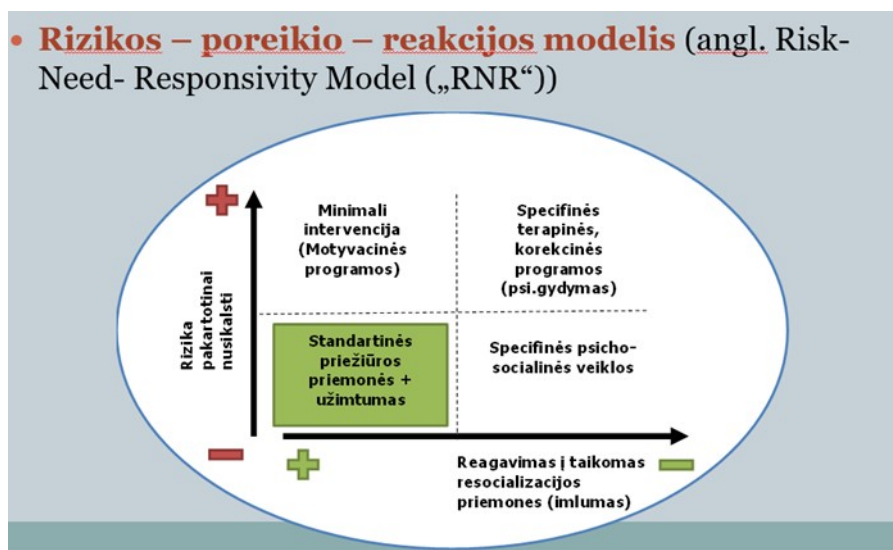 • Rizikos – poreikio – reakcijos modelis (angl. Risk-
Need- Responsivity Model („RNR“))
Minimali
intervencija
(Motyvacinės
programos)
Specifinės
terapinės,
korekcinės
programos
(psi.gydymas)
Rizika
pakartotinai
nusikalsti
Standartinės
priežiūros
priemonės +
užimtumas
Specifinės psicho-
socialinės veiklos
Reagavimas į taikomas
resocializacijos
priemones (imlumas)